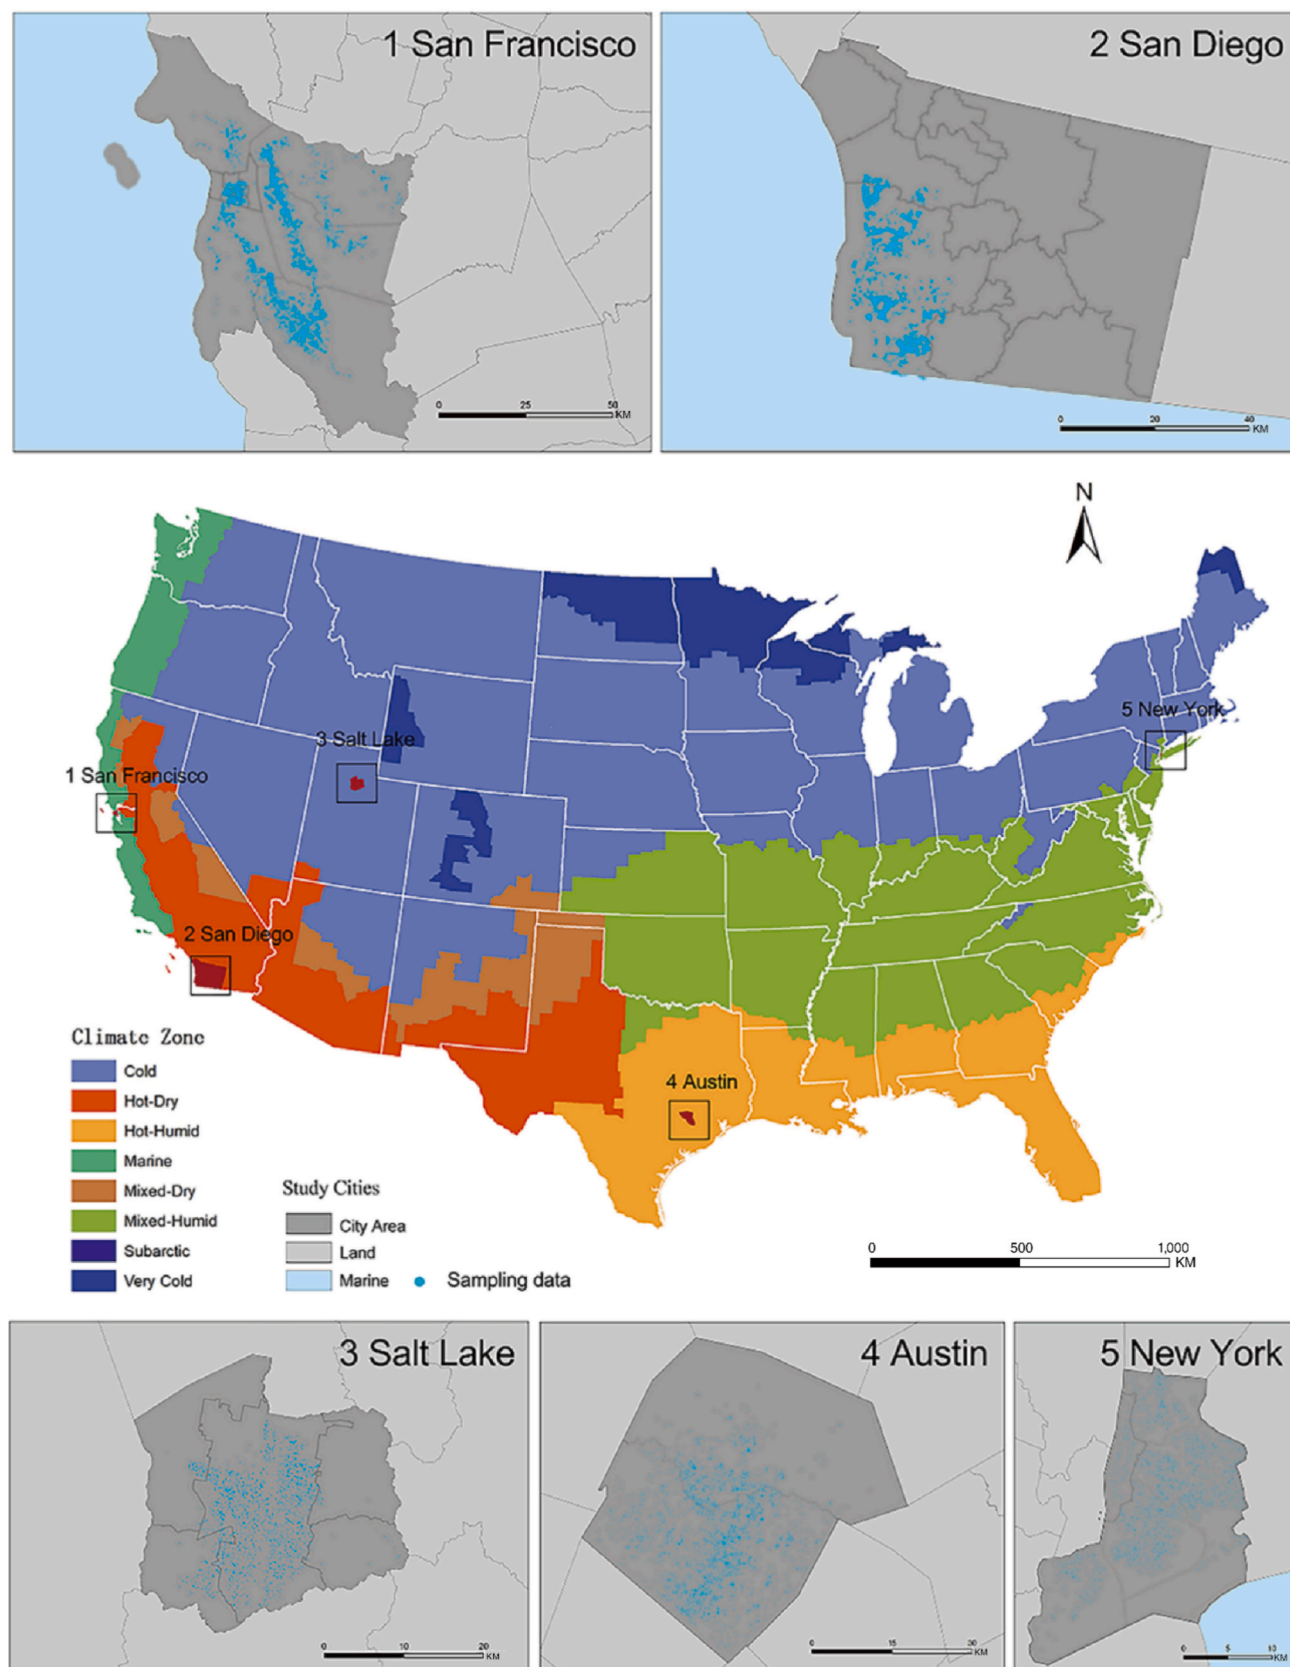 1 San Francisco
0 25 50
KM
2 San Diego
0 20 40
KM
N
5 New York
3 Salt Lake
1 San Francisco
2 San Diego
4 Austin
Climate Zone
Cold
Hot-Dry
Hot-Humid
Marine
Mixed-Dry
Mixed-Humid
Subarctic
Very Cold
Study Cities
City Area
Land
Marine
Sampling data
0 500 1,000
KM
3 Salt Lake
0 10 20
KM
4 Austin
0 15 30
KM
5 New York
0 5 10
KM